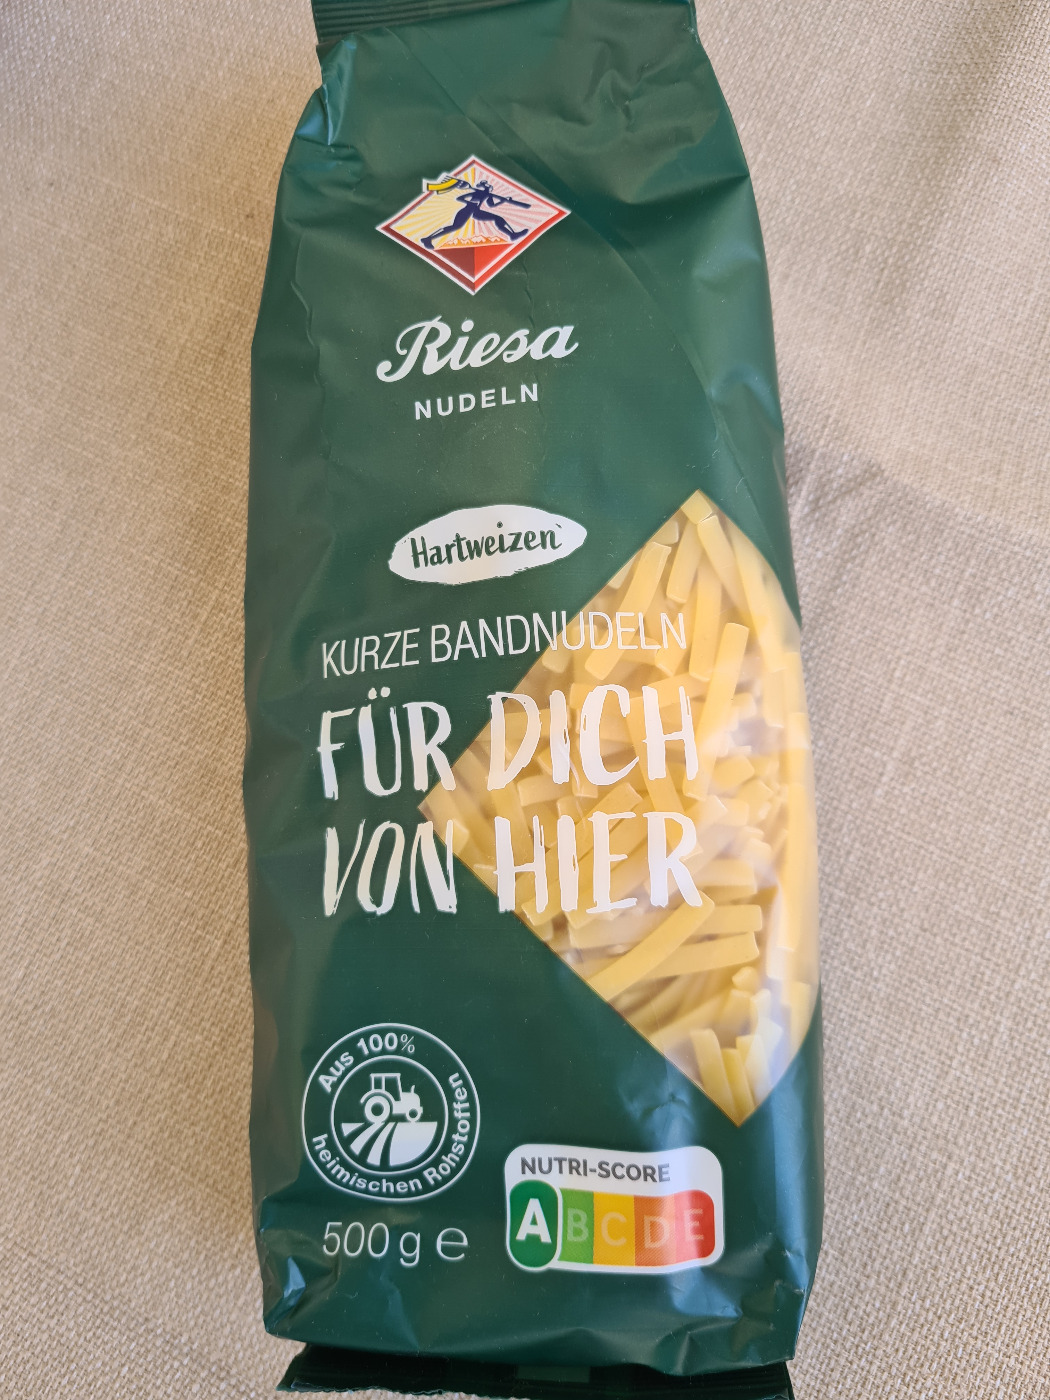 Riesa
NUDELN
Hartweizen
KURZE BANDNUDELN
FÜR DICH
VON HIER
Aus 100%
heimischen Rohstoffen
500 g e
NUTRI-SCORE
A B C D E